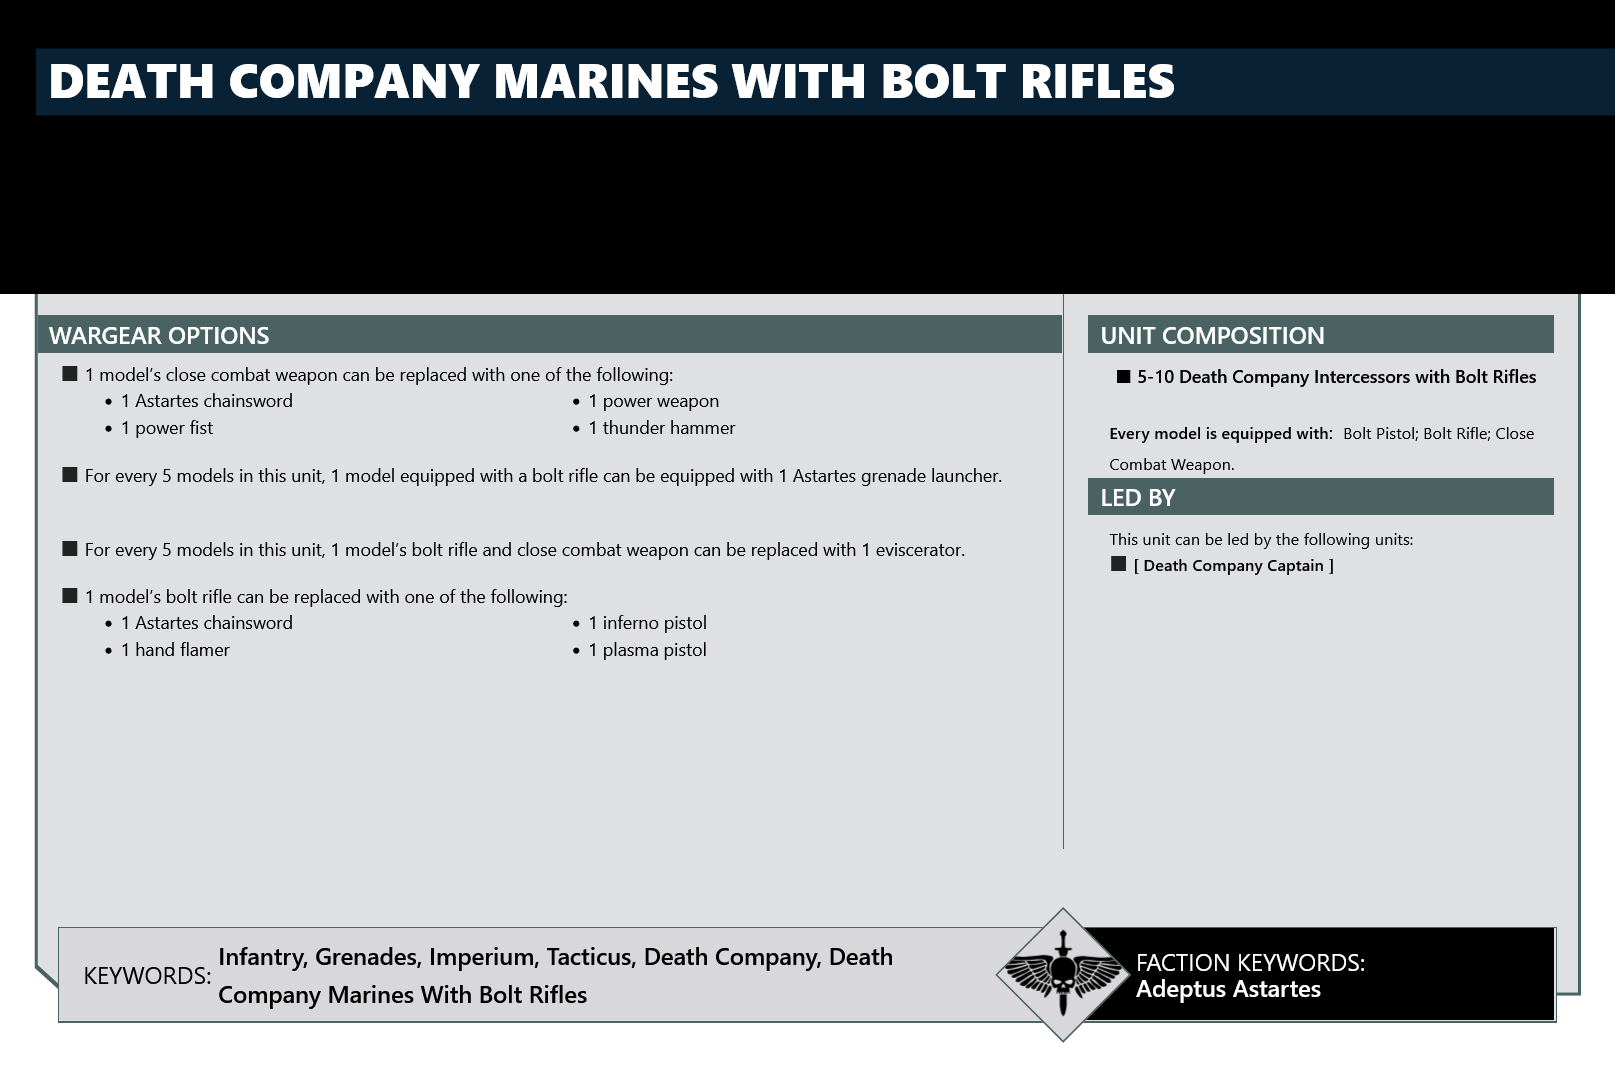 DEATH COMPANY MARINES WITH BOLT RIFLES
WARGEAR OPTIONS
■ 1 model’s close combat weapon can be replaced with one of the following:
• 1 Astartes chainsword
• 1 power weapon
• 1 power fist
• 1 thunder hammer
■ For every 5 models in this unit, 1 model equipped with a bolt rifle can be equipped with 1 Astartes grenade launcher.
■ For every 5 models in this unit, 1 model’s bolt rifle and close combat weapon can be replaced with 1 eviscerator.
■ 1 model’s bolt rifle can be replaced with one of the following:
• 1 Astartes chainsword
• 1 inferno pistol
• 1 hand flamer
• 1 plasma pistol
UNIT COMPOSITION
■ 5-10 Death Company Intercessors with Bolt Rifles
Every model is equipped with: Bolt Pistol; Bolt Rifle; Close
Combat Weapon.
LED BY
This unit can be led by the following units:
■ [ Death Company Captain ]
KEYWORDS:
Infantry, Grenades, Imperium, Tacticus, Death Company, Death
Company Marines With Bolt Rifles
FACTION KEYWORDS:
Adeptus Astartes